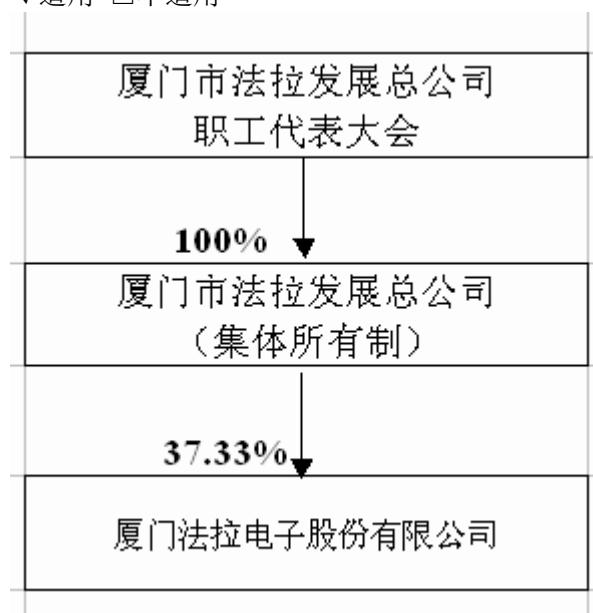 厦门市法拉发展总公司
职工代表大会
100%
厦门市法拉发展总公司
（集体所有制）
37.33%
厦门法拉电子股份有限公司